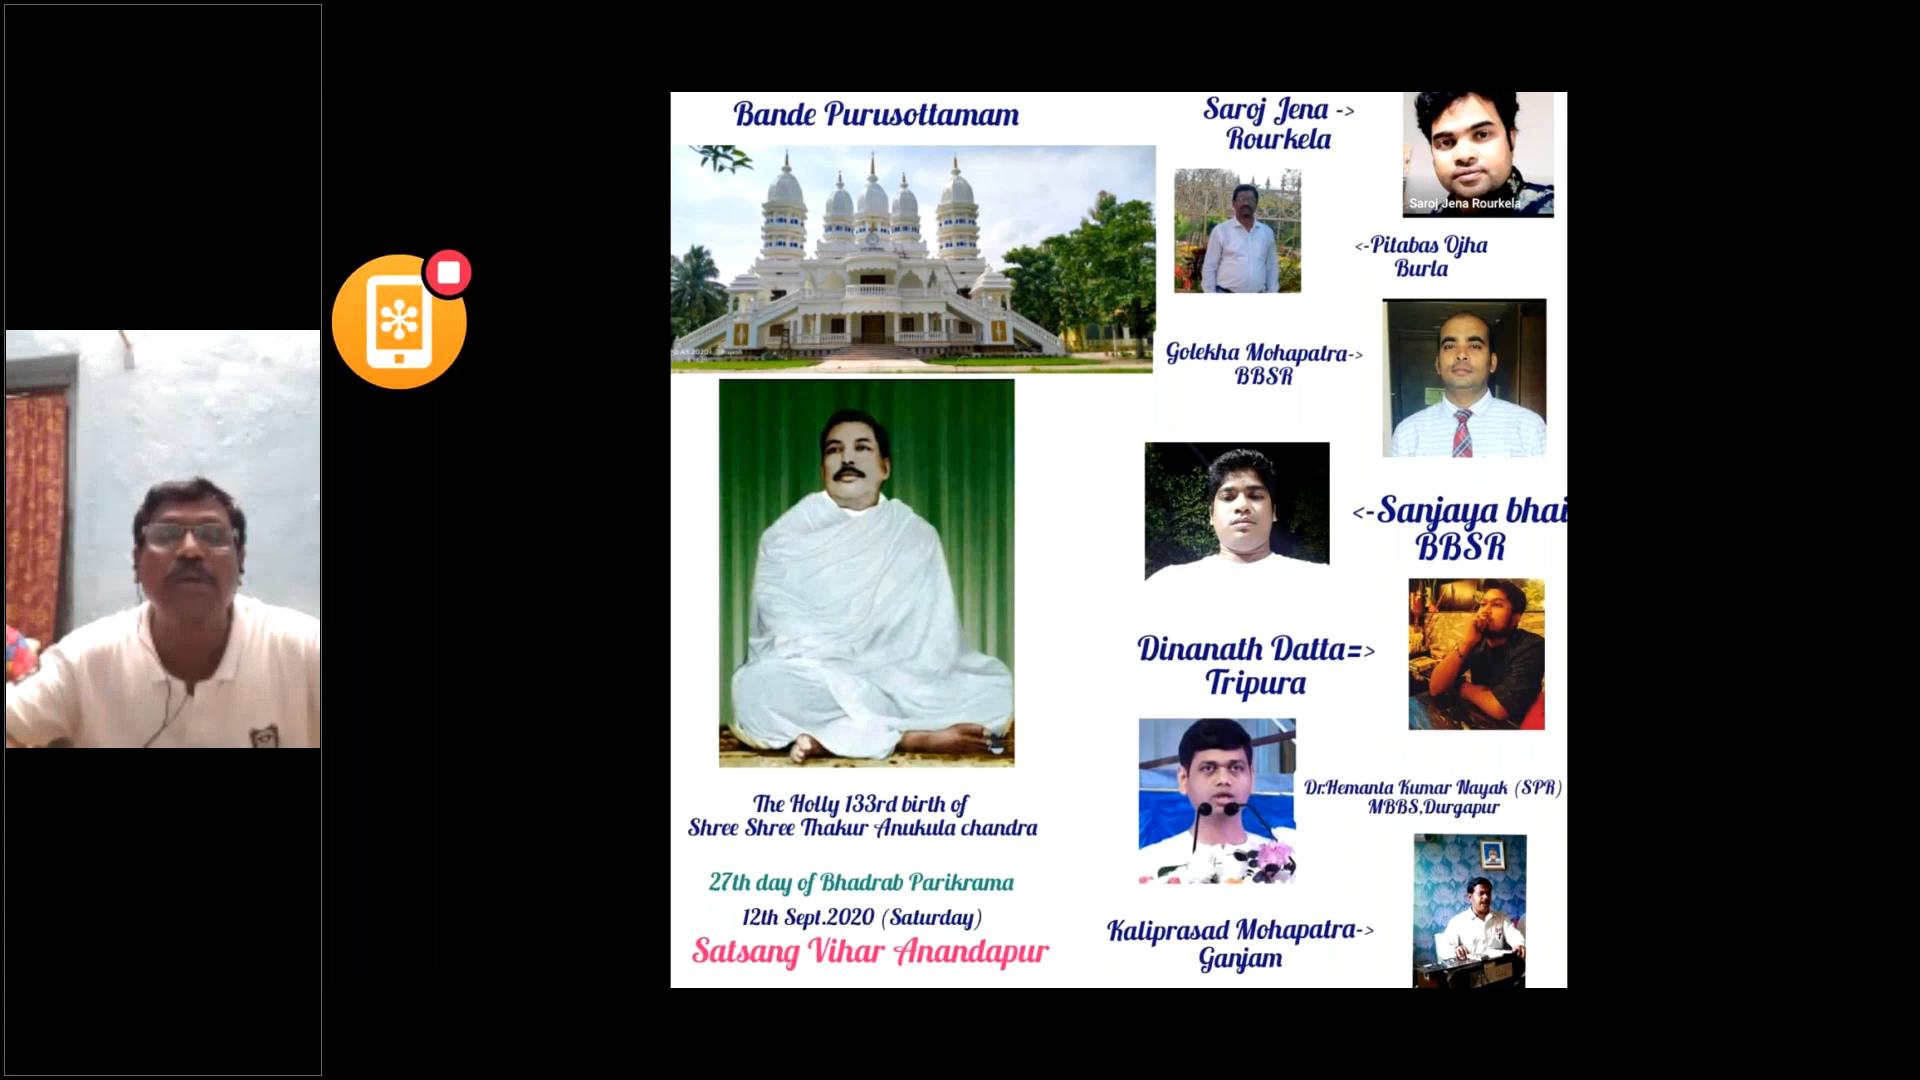 Bande Purusottamam
The Holly 133rd birth of
Shree Shree Thakur Anukula chandra
27th day of Bhadrab Parikrama
12th Sept.2020 (Saturday)
Satsang Vihar Anandapur
Saroj Jena ->
Rourkela
Saroj Jena Rourkela
<-Pitabas Ojha
Burla
Golekha Mohapatra->
BBSR
<-Sanjaya bhai
BBSR
Dinanath Datta=>
Tripura
Dr.Hemanta Kumar Nayak (SPR)
MBBS,Durgapur
Kaliprasad Mohapatra->
Ganjam